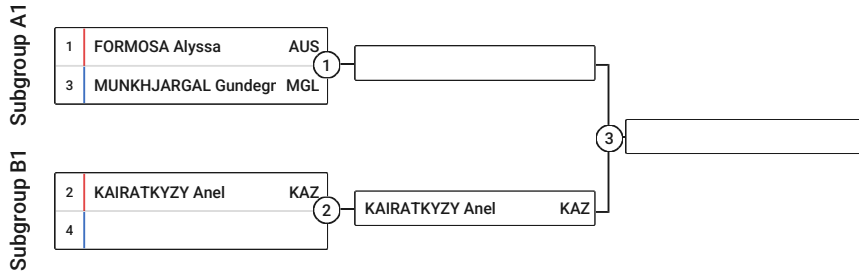 Subgroup A1
1 FORMOSA Alyssa AUS
3 MUNKHJARGAL Gundegr MGL
1
3
Subgroup B1
2 KAIRATKYZY Anel KAZ
4
2
KAIRATKYZY Anel KAZ